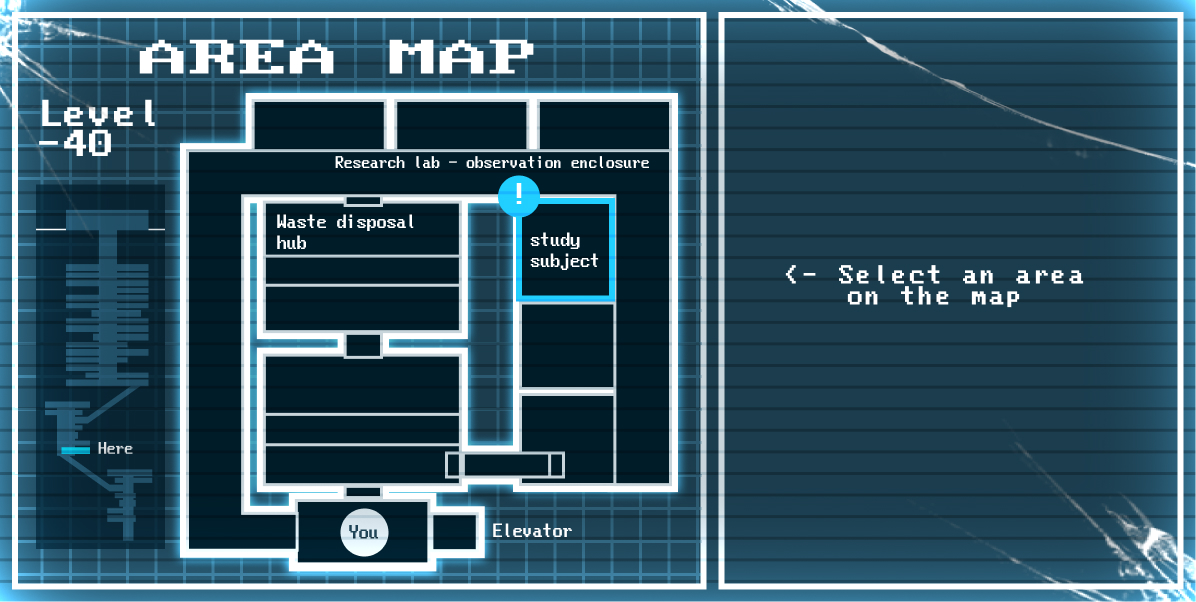 AREA MAP
Level
-40
Research lab - observation enclosure
!
Waste disposal
hub
study
subject
<- Select an area
on the map
Here
You
Elevator